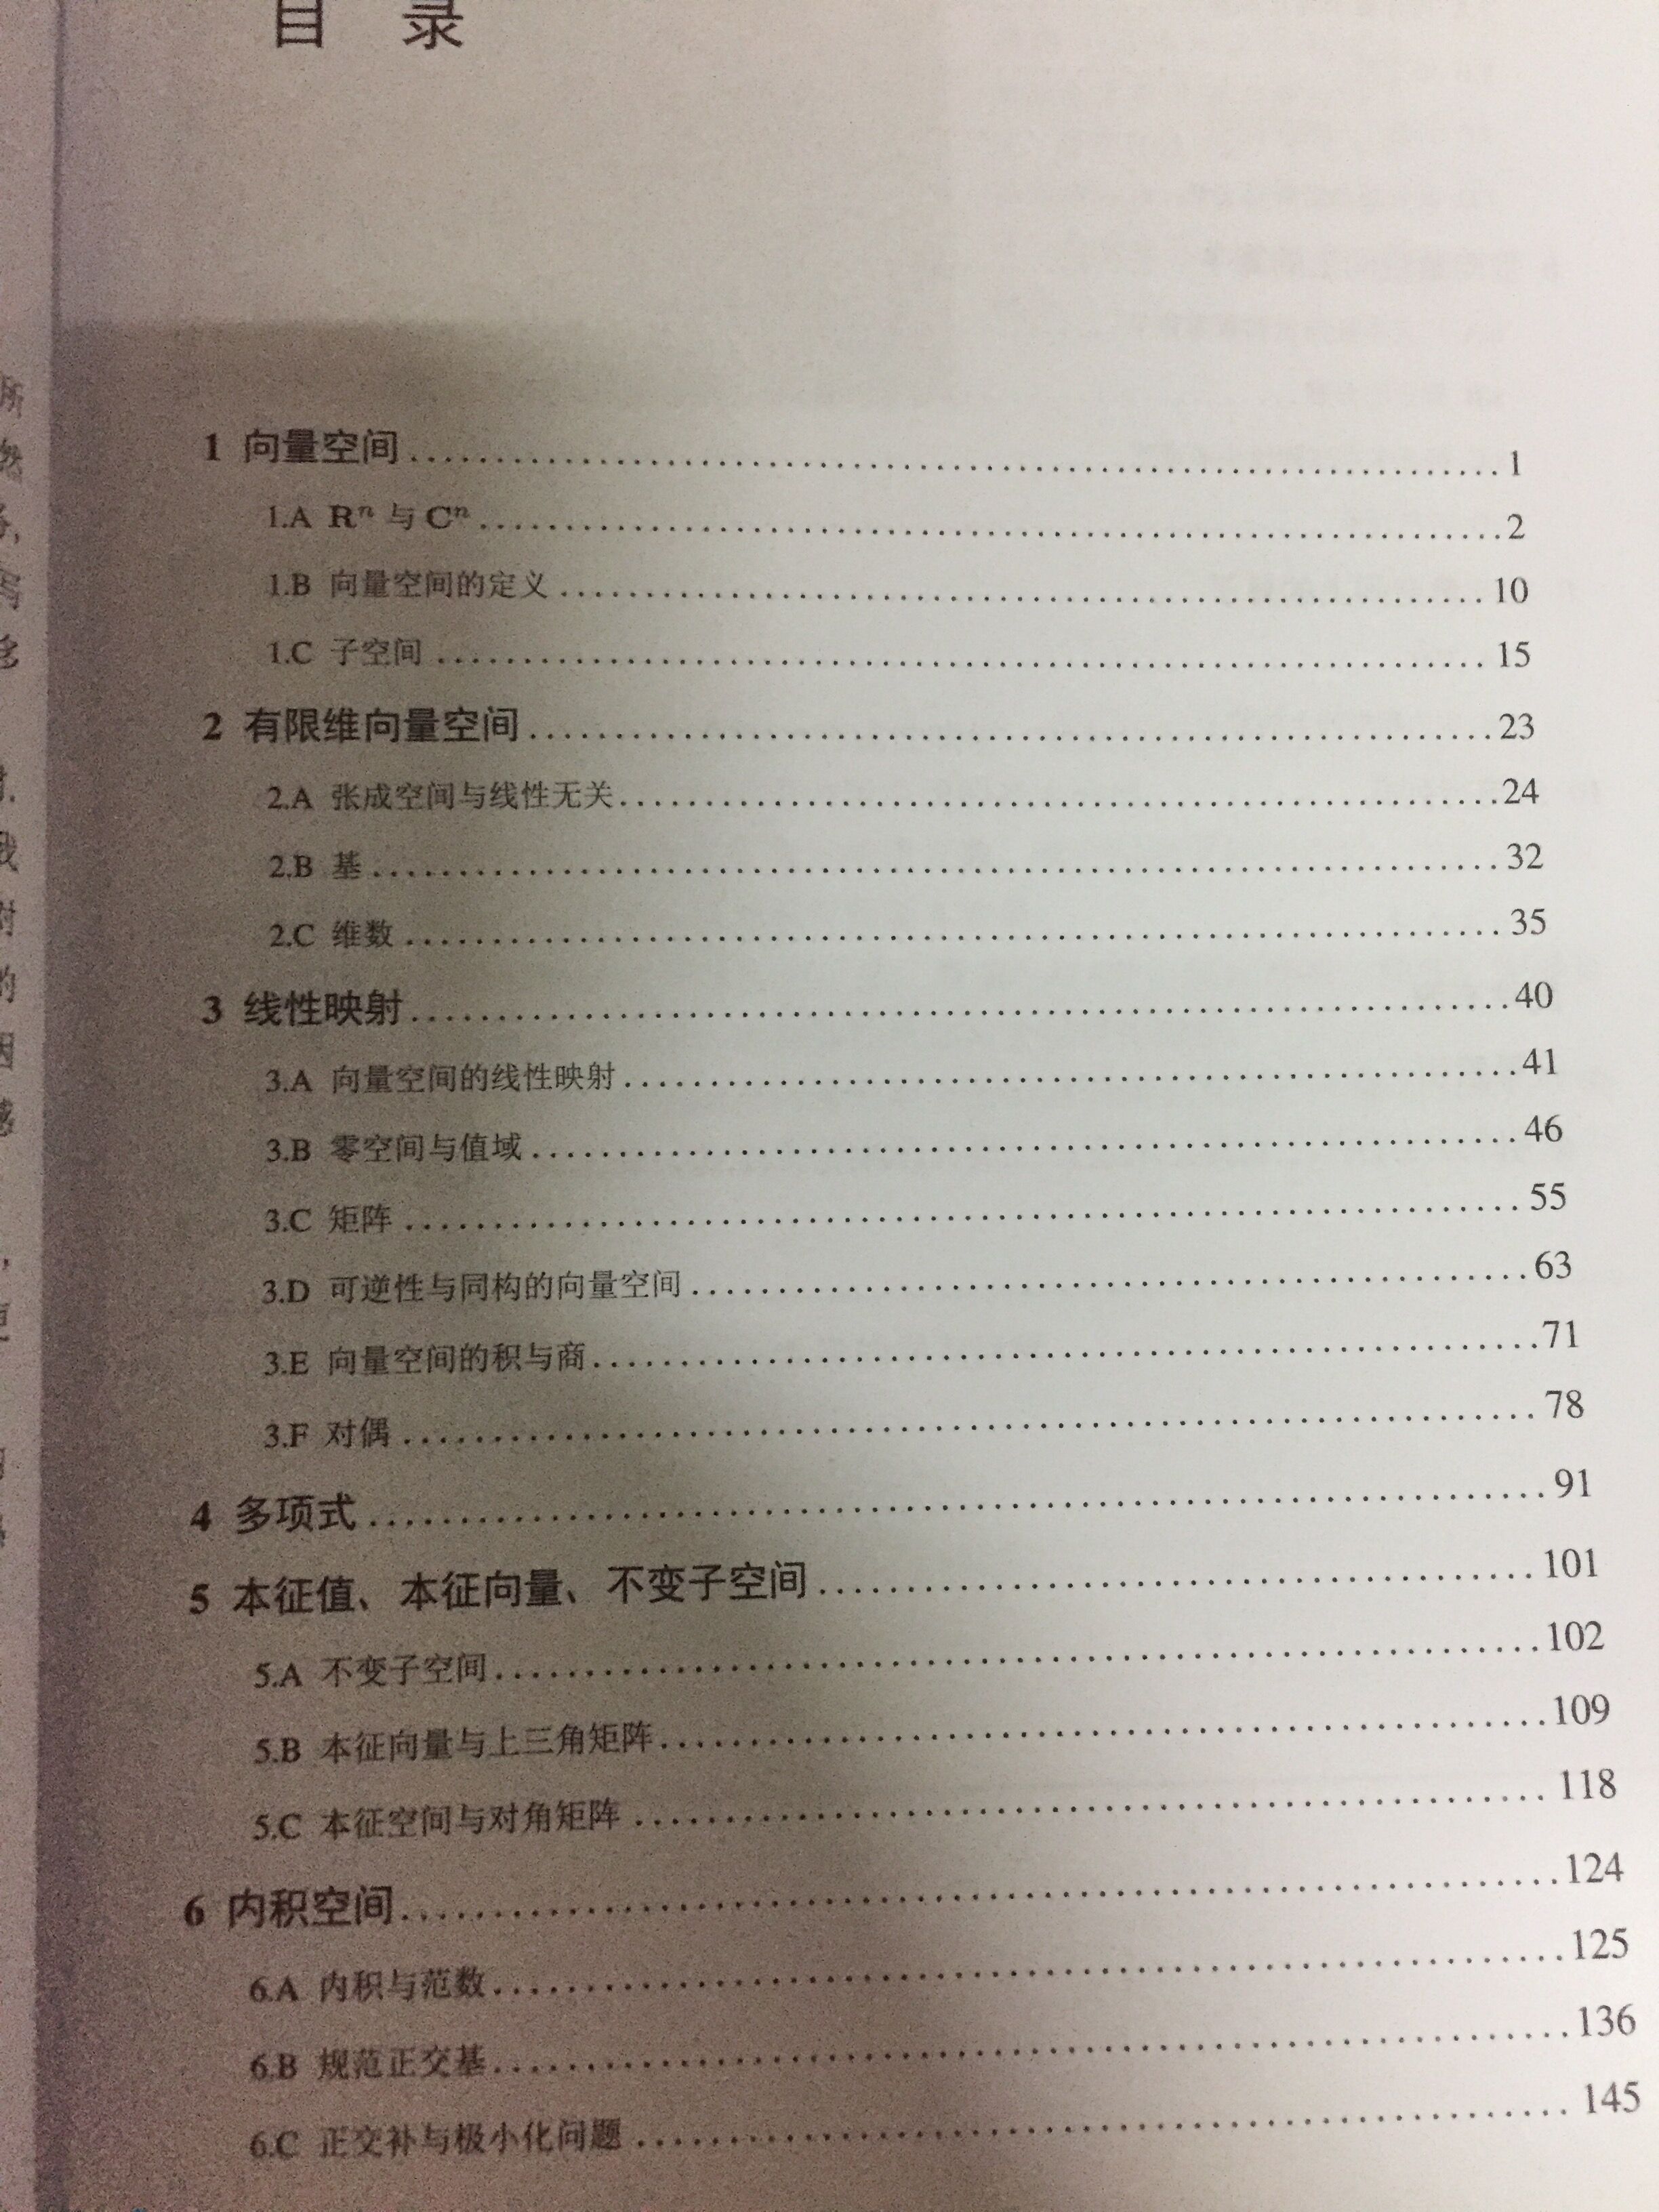 目 录
1 向量空间 1
1.A Rⁿ 与 Cⁿ 2
1.B 向量空间的定义 10
1.C 子空间 15
2 有限维向量空间 23
2.A 张成空间与线性无关 24
2.B 基 32
2.C 维数 35
3 线性映射 40
3.A 向量空间的线性映射 41
3.B 零空间与值域 46
3.C 矩阵 55
3.D 可逆性与同构的向量空间 63
3.E 向量空间的积与商 71
3.F 对偶 78
4 多项式 91
5 本征值、本征向量、不变子空间 101
5.A 不变子空间 102
5.B 本征向量与上三角矩阵 109
5.C 本征空间与对角矩阵 118
6 内积空间 124
6.A 内积与范数 125
6.B 规范正交基 136
6.C 正交补与极小化问题 145